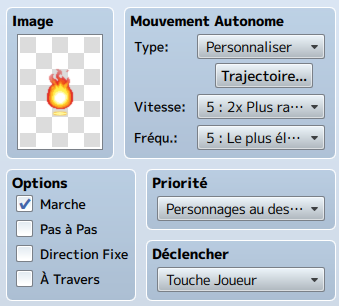 Image
Mouvement Autonome
Type:
Personnaliser
Trajectoire...
Vitesse:
5 : 2x Plus ra...
Fréqu.:
5 : Le plus él...
Options
Marche
Pas à Pas
Direction Fixe
À Travers
Priorité
Personnages au des...
Déclencher
Touche Joueur